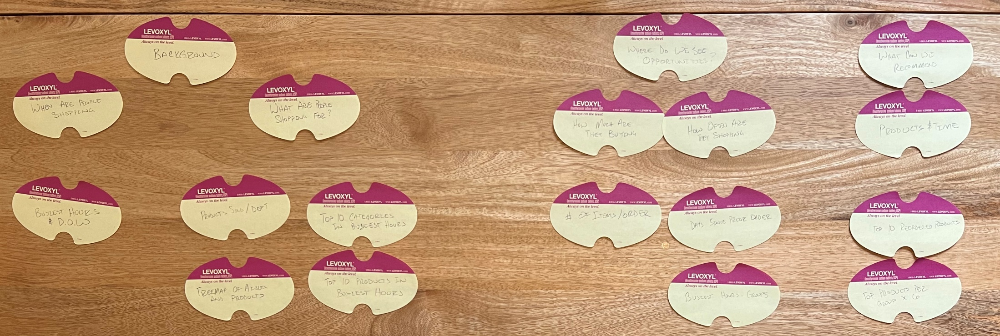 LEVOXYL
(levothyroxine sodium tablets, USP)
1-866-LEVOXYL www.LEVOXYL.com
Always on the level.
BACKGROUND
LEVOXYL
(levothyroxine sodium tablets, USP)
1-866-LEVOXYL www.LEVOXYL.com
Always on the level.
WHEN ARE PEOPLE
SHOPPING
LEVOXYL
(levothyroxine sodium tablets, USP)
1-866-LEVOXYL www.LEVOXYL.com
Always on the level.
WHAT ARE PEOPLE
SHOPPING FOR?
LEVOXYL
(levothyroxine sodium tablets, USP)
1-866-LEVOXYL www.LEVOXYL.com
Always on the level.
BUSIEST HOURS
& D.O.W
LEVOXYL
(levothyroxine sodium tablets, USP)
1-866-LEVOXYL www.LEVOXYL.com
Always on the level.
PRODUCTS SOLD/DEPT
LEVOXYL
(levothyroxine sodium tablets, USP)
1-866-LEVOXYL www.LEVOXYL.com
Always on the level.
TOP 10 CATEGORIES
IN BUSIEST HOURS
LEVOXYL
(levothyroxine sodium tablets, USP)
1-866-LEVOXYL www.LEVOXYL.com
Always on the level.
TREEMAP OF AISLES
AND PRODUCTS
LEVOXYL
(levothyroxine sodium tablets, USP)
1-866-LEVOXYL www.LEVOXYL.com
Always on the level.
TOP 10 PRODUCTS IN
BUSIEST HOURS
LEVOXYL
(levothyroxine sodium tablets, USP)
1-866-LEVOXYL www.LEVOXYL.com
Always on the level.
WHERE DO WE SEE
OPPORTUNITIES?
LEVOXYL
(levothyroxine sodium tablets, USP)
1-866-LEVOXYL www.LEVOXYL.com
Always on the level.
HOW MUCH ARE
THEY BUYING
LEVOXYL
(levothyroxine sodium tablets, USP)
1-866-LEVOXYL www.LEVOXYL.com
Always on the level.
HOW OFTEN ARE
THEY SHOPPING
LEVOXYL
(levothyroxine sodium tablets, USP)
1-866-LEVOXYL www.LEVOXYL.com
Always on the level.
# OF ITEMS/ORDER
LEVOXYL
(levothyroxine sodium tablets, USP)
1-866-LEVOXYL www.LEVOXYL.com
Always on the level.
DAYS SINCE PRIOR ORDER
LEVOXYL
(levothyroxine sodium tablets, USP)
1-866-LEVOXYL www.LEVOXYL.com
Always on the level.
BUSIEST HOURS - GROUPS
LEVOXYL
(levothyroxine sodium tablets, USP)
1-866-LEVOXYL www.LEVOXYL.com
Always on the level.
WHAT CAN WE
RECOMMEND
LEVOXYL
(levothyroxine sodium tablets, USP)
1-866-LEVOXYL www.LEVOXYL.com
Always on the level.
PRODUCTS & TIME
LEVOXYL
(levothyroxine sodium tablets, USP)
1-866-LEVOXYL www.LEVOXYL.com
Always on the level.
TOP 10 REORDERED PRODUCTS
LEVOXYL
(levothyroxine sodium tablets, USP)
1-866-LEVOXYL www.LEVOXYL.com
Always on the level.
TOP PRODUCTS PER
GROUP X 6